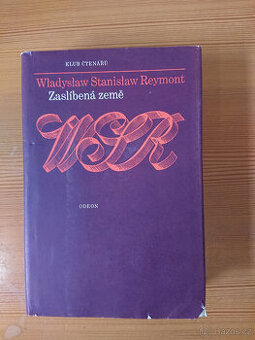 KLUB ČTENÁŘŮ
Władysław Stanisław Reymont
Zaslíbená země
WSR
ODEON